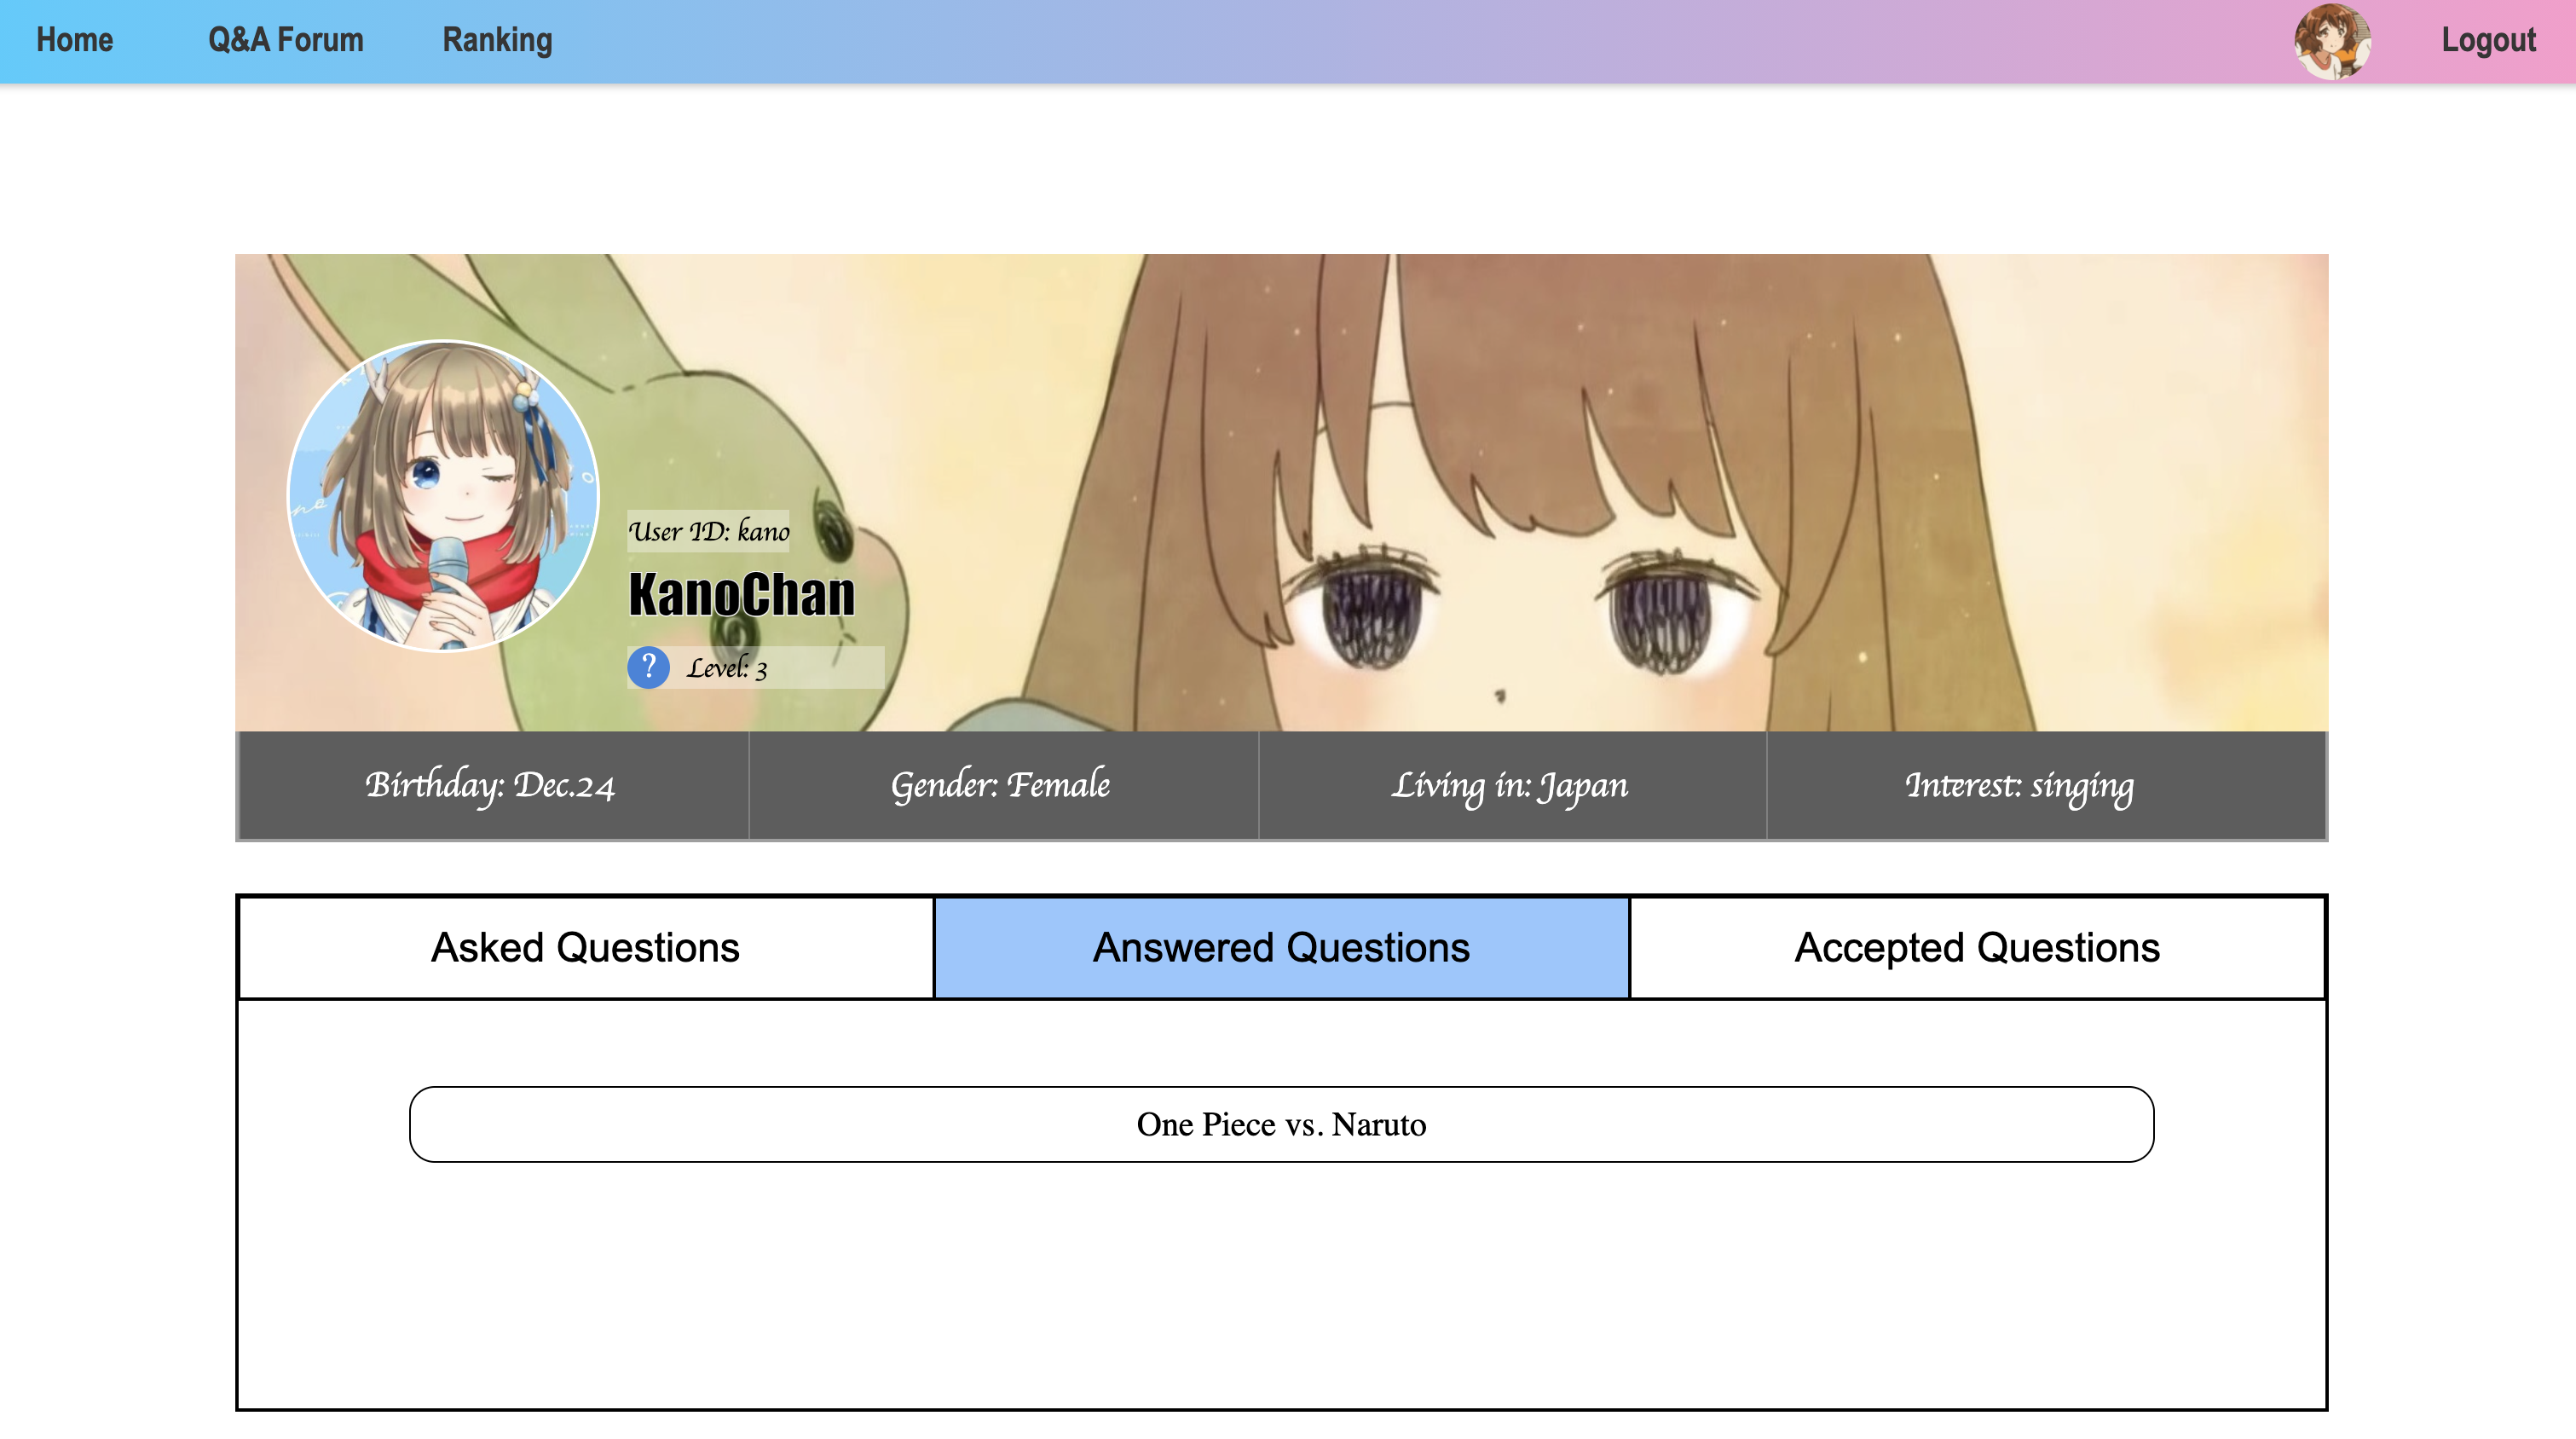 Home Q&A Forum Ranking Logout
User ID: kano
KanoChan
? Level: 3
Birthday: Dec.24 Gender: Female Living in: Japan Interest: singing
Asked Questions Answered Questions Accepted Questions
One Piece vs. Naruto